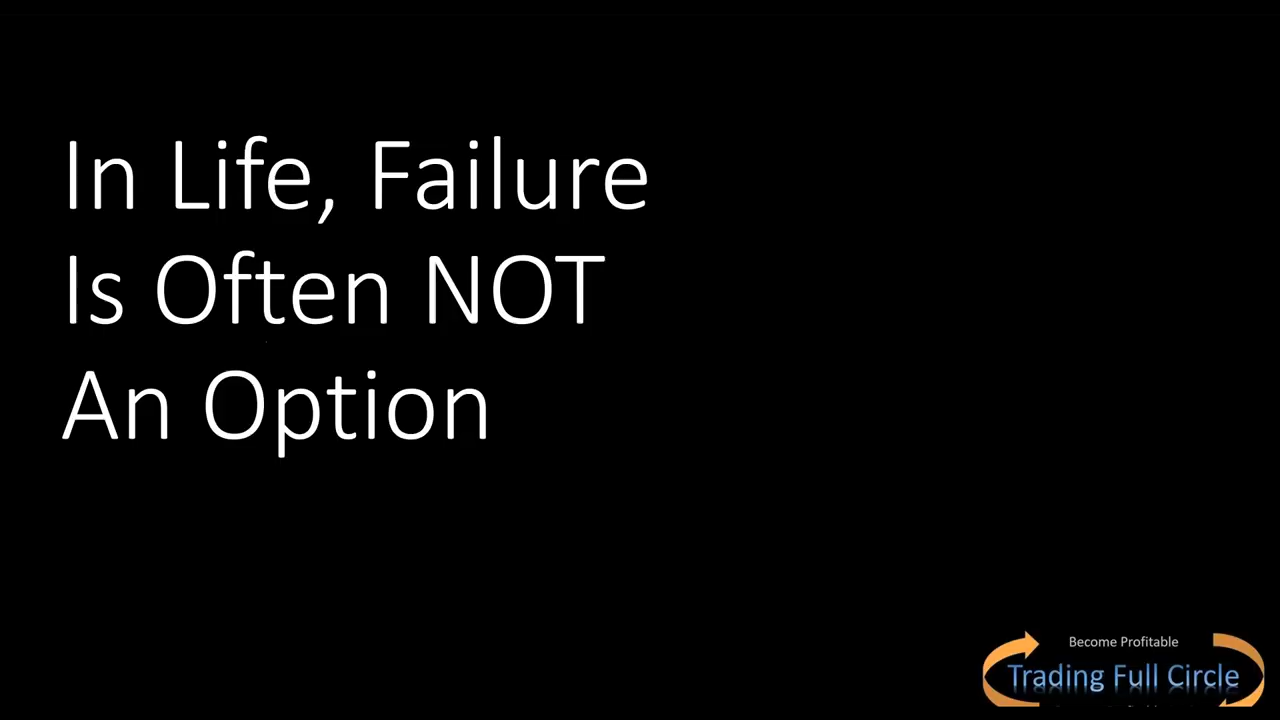 In Life, Failure
Is Often NOT
An Option
Become Profitable
Trading Full Circle